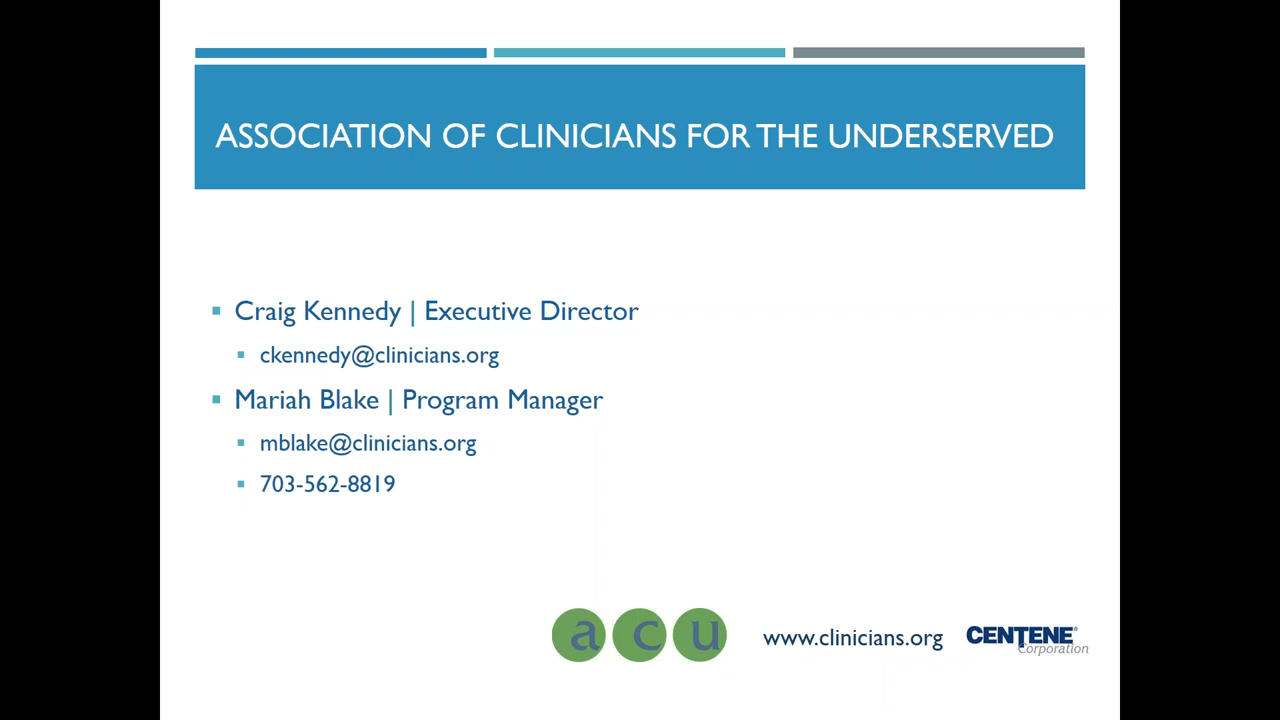 ASSOCIATION OF CLINICIANS FOR THE UNDERSERVED
Craig Kennedy | Executive Director
ckennedy@clinicians.org
Mariah Blake | Program Manager
mblake@clinicians.org
703-562-8819
acu
www.clinicians.org
CENTENE®
Corporation